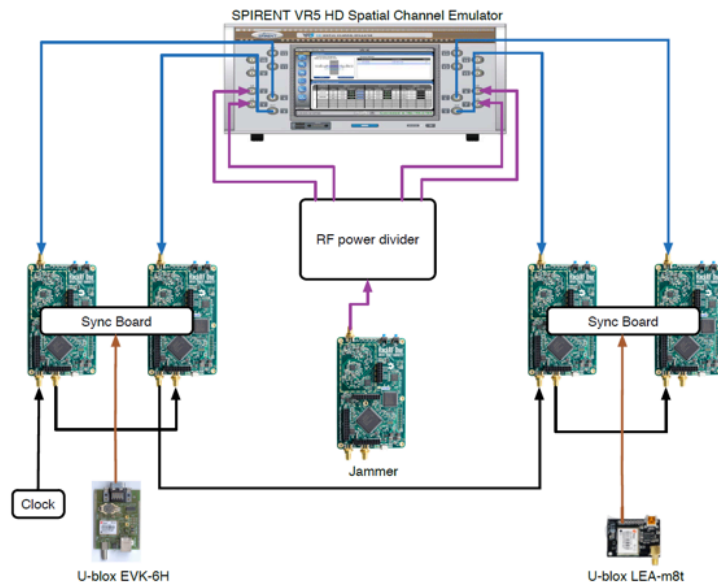 SPIRENT VR5 HD Spatial Channel Emulator
RF power divider
Sync Board
Sync Board
Jammer
Clock
U-blox EVK-6H
U-blox LEA-m8t